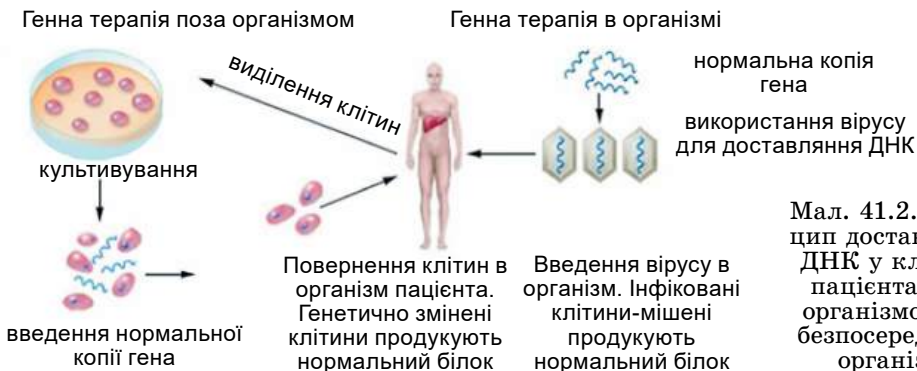 Генна терапія поза організмом
Генна терапія в організмі
виділення клітин
нормальна копія
гена
використання вірусу
для доставляння ДНК
культивування
введення нормальної
копії гена
Повернення клітин в
організм пацієнта.
Генетично змінені
клітини продукують
нормальний білок
Введення вірусу в
організм. Інфіковані
клітини-мішені
продукують
нормальний білок
Мал. 41.2.
цип достав
ДНК у кл
пацієнта
організмо
безпосеред
органі